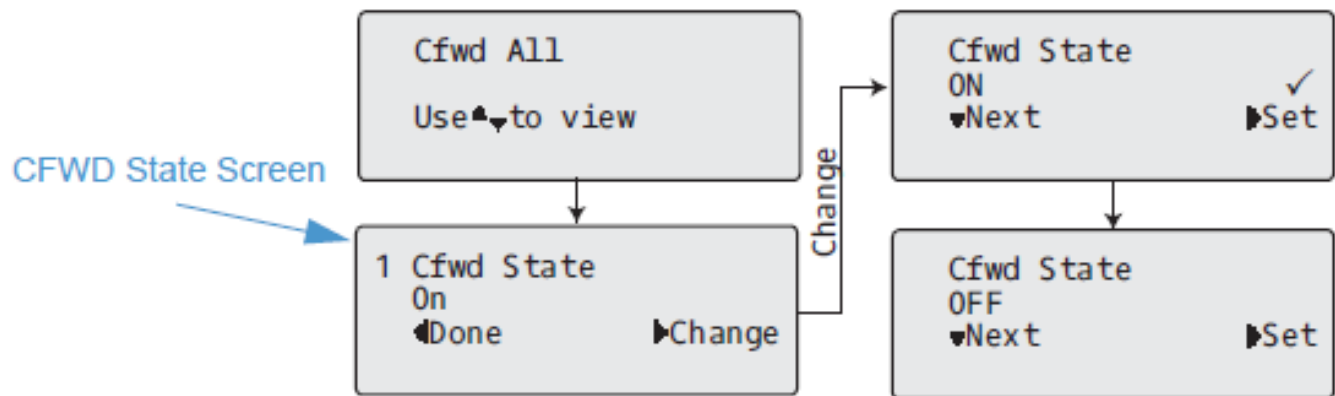 Cfwd All
Use▲▼to view
CFWD State Screen
1 Cfwd State
On
◀Done ▶Change
Change
Cfwd State
ON ✓
▼Next ▶Set
Cfwd State
OFF
▼Next ▶Set